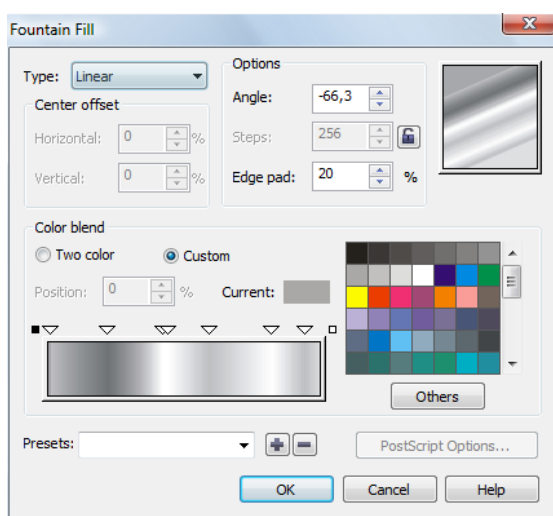 Fountain Fill
Type: Linear
Options
Angle: -66,3
Center offset
Horizontal: 0 %
Steps: 256
Vertical: 0 %
Edge pad: 20 %
Color blend
Two color Custom
Position: 0 % Current:
Others
Presets: PostScript Options...
OK Cancel Help